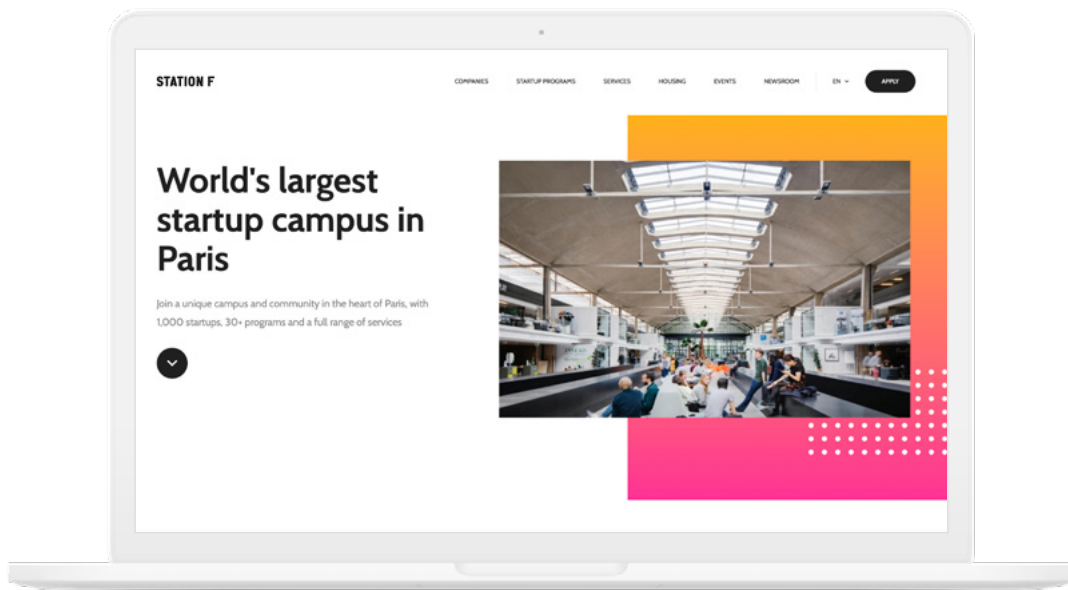 STATION F
COMPANIES
STARTUP PROGRAMS
SERVICES
HOUSING
EVENTS
NEWSROOM
EN
APPLY
World's largest
startup campus in
Paris
Join a unique campus and community in the heart of Paris, with
1,000 startups, 30+ programs and a full range of services